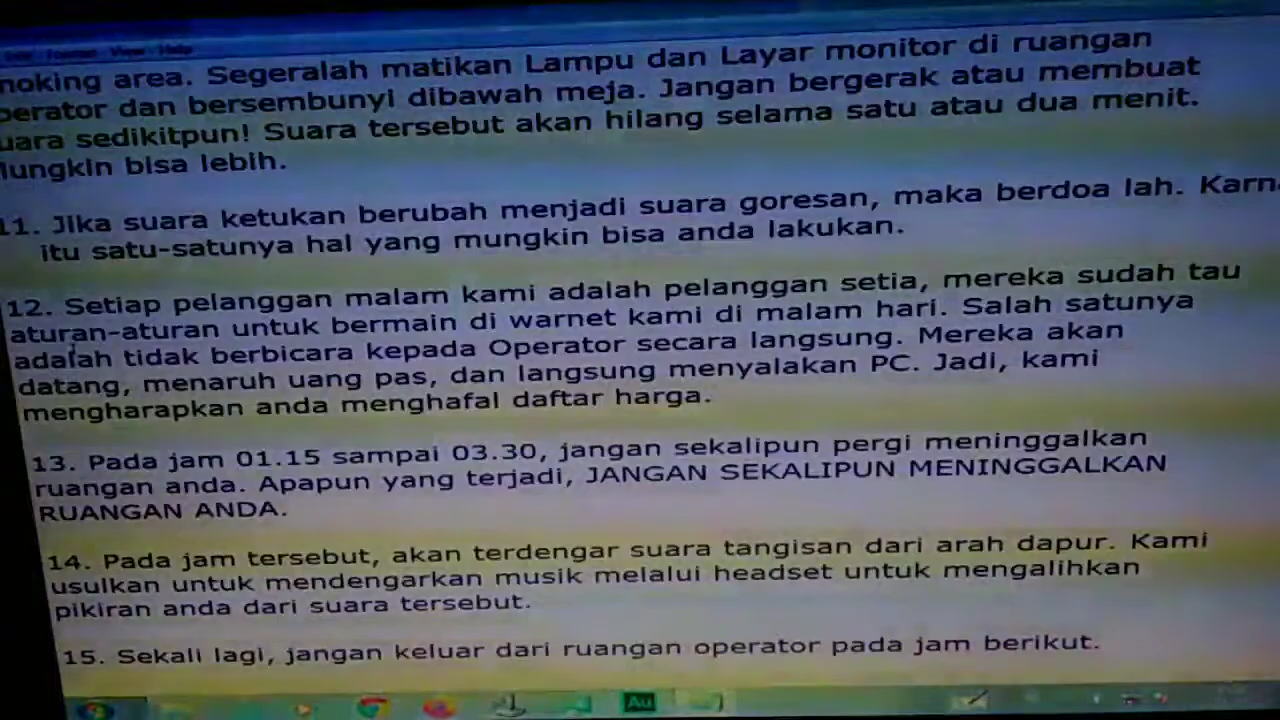 Edit Format View Help
noking area. Segeralah matikan Lampu dan Layar monitor di ruangan
perator dan bersembunyi dibawah meja. Jangan bergerak atau membuat
uara sedikitpun! Suara tersebut akan hilang selama satu atau dua menit.
lungkin bisa lebih.
11. Jika suara ketukan berubah menjadi suara goresan, maka berdoa lah. Karn
itu satu-satunya hal yang mungkin bisa anda lakukan.
12. Setiap pelanggan malam kami adalah pelanggan setia, mereka sudah tau
aturan-aturan untuk bermain di warnet kami di malam hari. Salah satunya
adalah tidak berbicara kepada Operator secara langsung. Mereka akan
datang, menaruh uang pas, dan langsung menyalakan PC. Jadi, kami
mengharapkan anda menghafal daftar harga.
13. Pada jam 01.15 sampai 03.30, jangan sekalipun pergi meninggalkan
ruangan anda. Apapun yang terjadi, JANGAN SEKALIPUN MENINGGALKAN
RUANGAN ANDA.
14. Pada jam tersebut, akan terdengar suara tangisan dari arah dapur. Kami
usulkan untuk mendengarkan musik melalui headset untuk mengalihkan
pikiran anda dari suara tersebut.
15. Sekali lagi, jangan keluar dari ruangan operator pada jam berikut.
Au